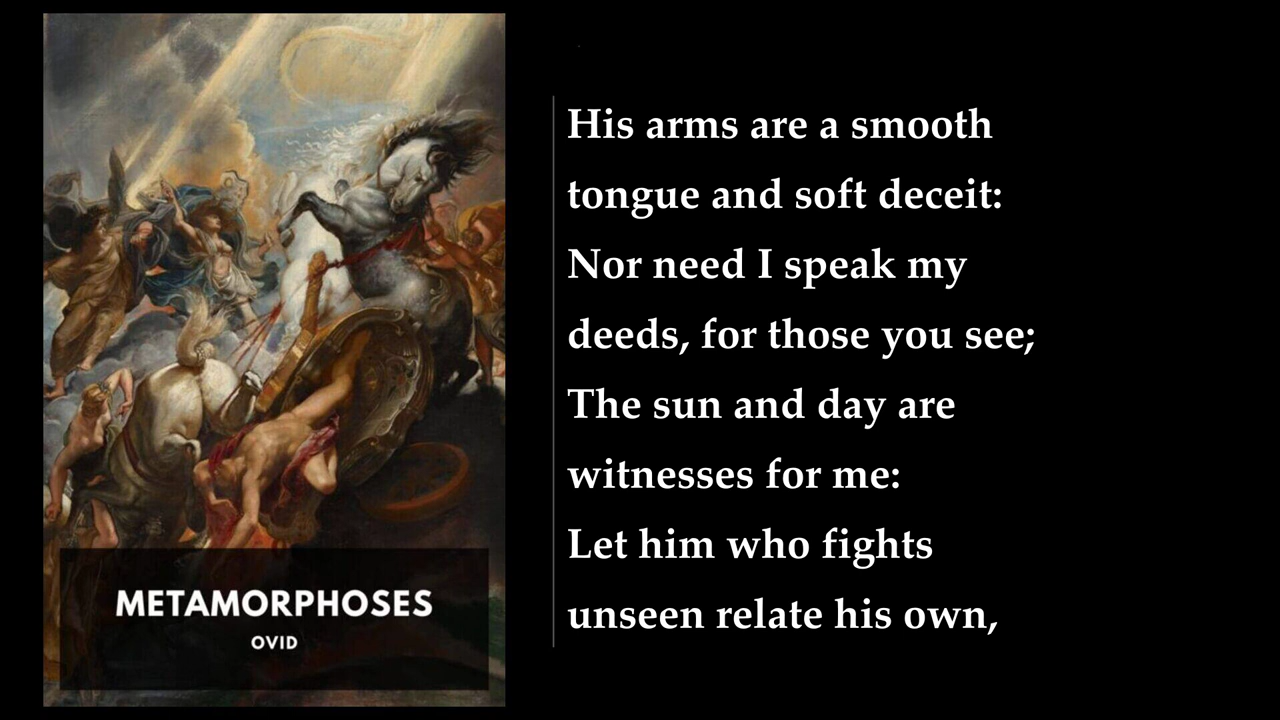 METAMORPHOSES
OVID
His arms are a smooth
tongue and soft deceit:
Nor need I speak my
deeds, for those you see;
The sun and day are
witnesses for me:
Let him who fights
unseen relate his own,